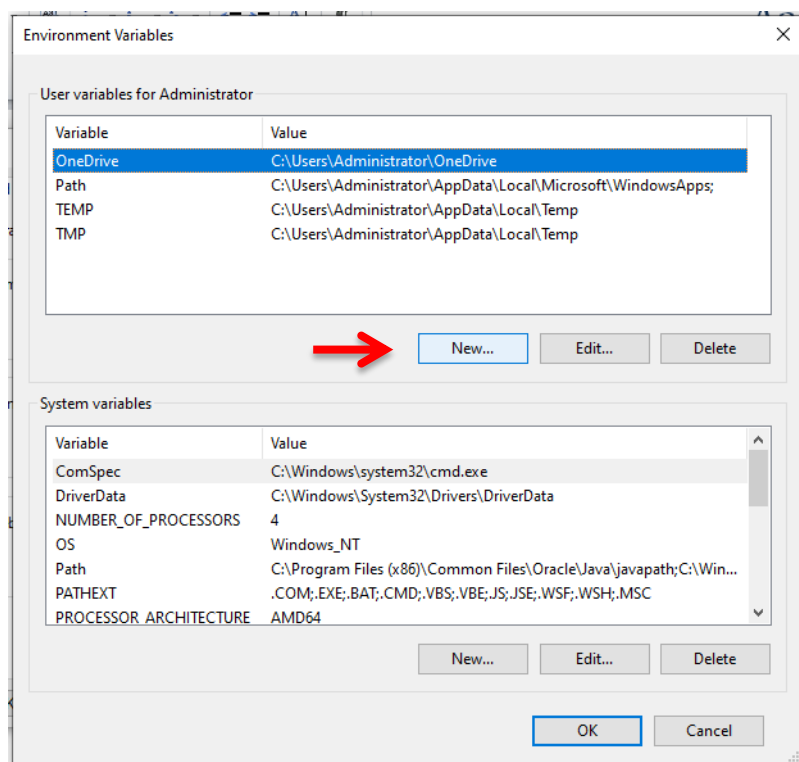 Environment Variables
User variables for Administrator
Variable Value
OneDrive C:\Users\Administrator\OneDrive
Path C:\Users\Administrator\AppData\Local\Microsoft\WindowsApps;
TEMP C:\Users\Administrator\AppData\Local\Temp
TMP C:\Users\Administrator\AppData\Local\Temp
New... Edit... Delete
System variables
Variable Value
ComSpec C:\Windows\system32\cmd.exe
DriverData C:\Windows\System32\Drivers\DriverData
NUMBER_OF_PROCESSORS 4
OS Windows_NT
Path C:\Program Files (x86)\Common Files\Oracle\Java\javapath;C:\Win...
PATHEXT .COM;.EXE;.BAT;.CMD;.VBS;.VBE;.JS;.JSE;.WSF;.WSH;.MSC
PROCESSOR_ARCHITECTURE AMD64
New... Edit... Delete
OK Cancel